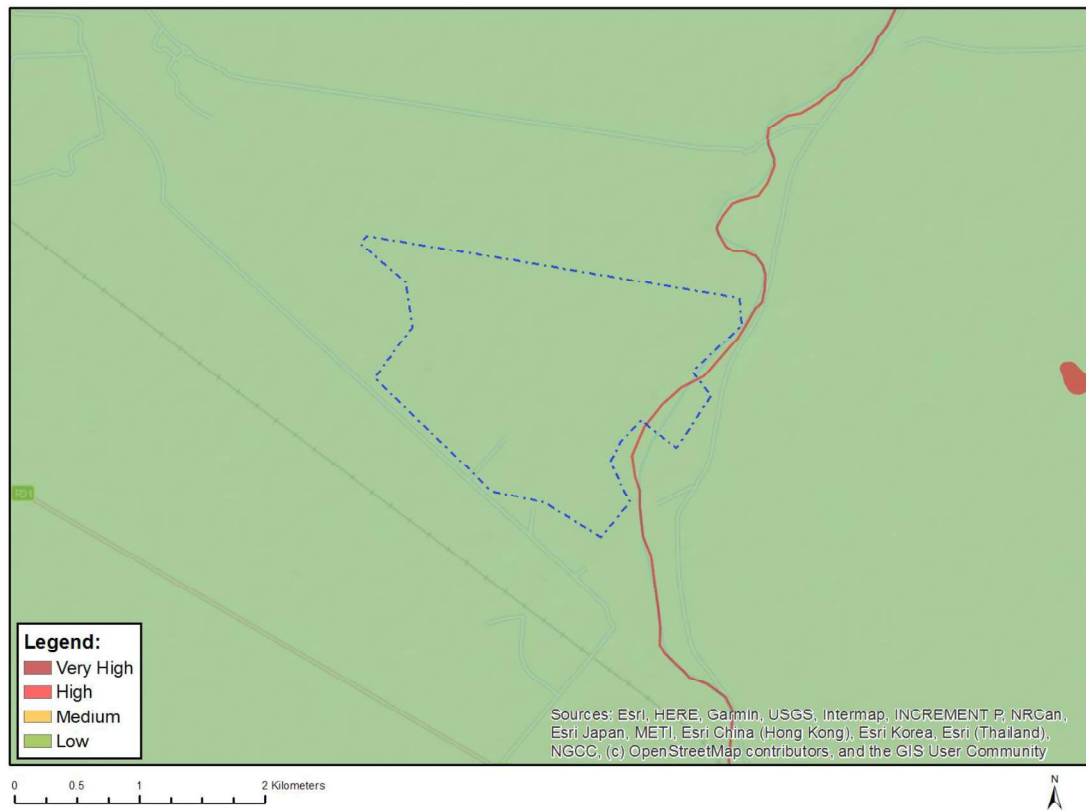 Legend:
Very High
High
Medium
Low
Sources: Esri, HERE, Garmin, USGS, Intermap, INCREMENT P, NRCan,
Esri Japan, METI, Esri China (Hong Kong), Esri Korea, Esri (Thailand),
NGCC, (c) OpenStreetMap contributors, and the GIS User Community
0 0.5 1 2 Kilometers
N